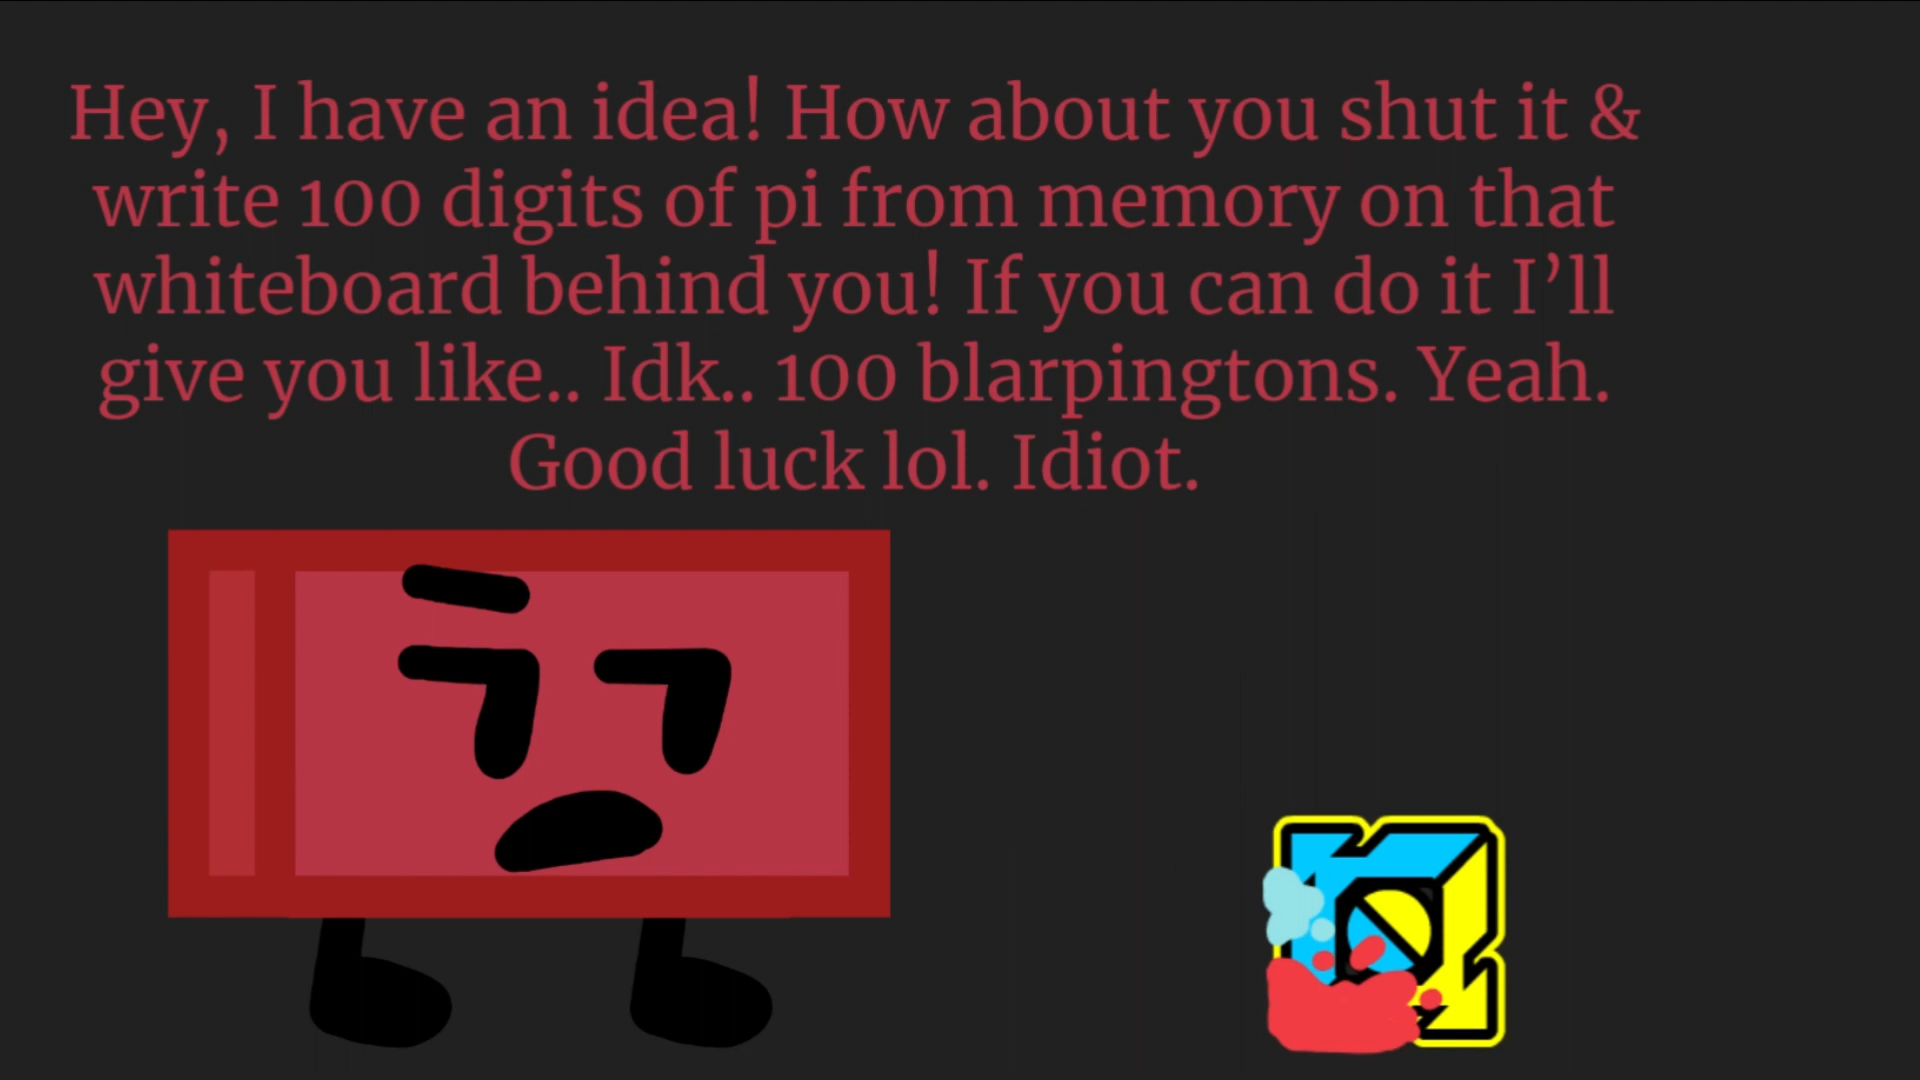 Hey, I have an idea! How about you shut it &
write 100 digits of pi from memory on that
whiteboard behind you! If you can do it I’ll
give you like.. Idk.. 100 blarpingtons. Yeah.
Good luck lol. Idiot.